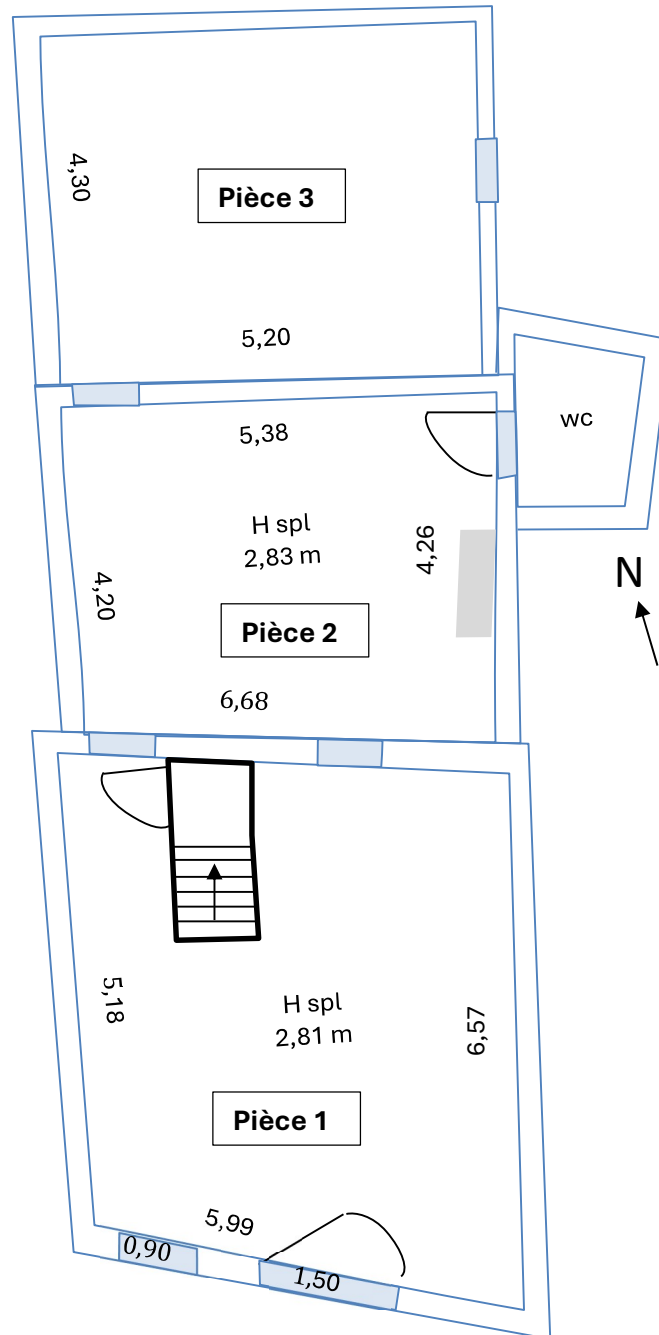 4,30
Pièce 3
5,20
5,38
wc
H spl
2,83 m
4,26
N
4,20
Pièce 2
6,68
5,18
H spl
2,81 m
6,57
Pièce 1
5,99
0,90
1,50